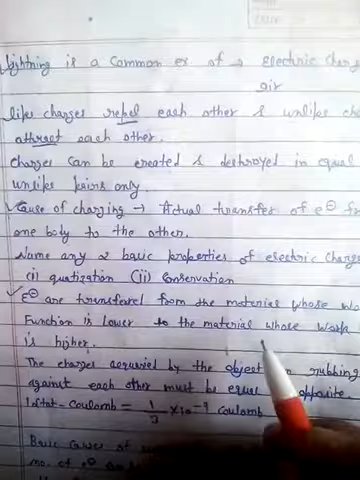 Lightning is a common ex of → Electric Charge
air
like charges repel each other & unlike
attract each other.
charges can be created & destroyed in equal
unlike pairs only.
Cause of charging → Actual transfer of e⊖
one body to the other.
Name any 2 basic properties of electric charge
(i) quatization (ii) Conservation
e⊖ are transferred from the material whose
Function is lower to the material whose work
is higher.
The charges acquired by the object rubbing
against each other must be equal opposite.
1 stat-Coulomb = 1/3 × 10 -9 Coulomb
Basic
no. of e⊖